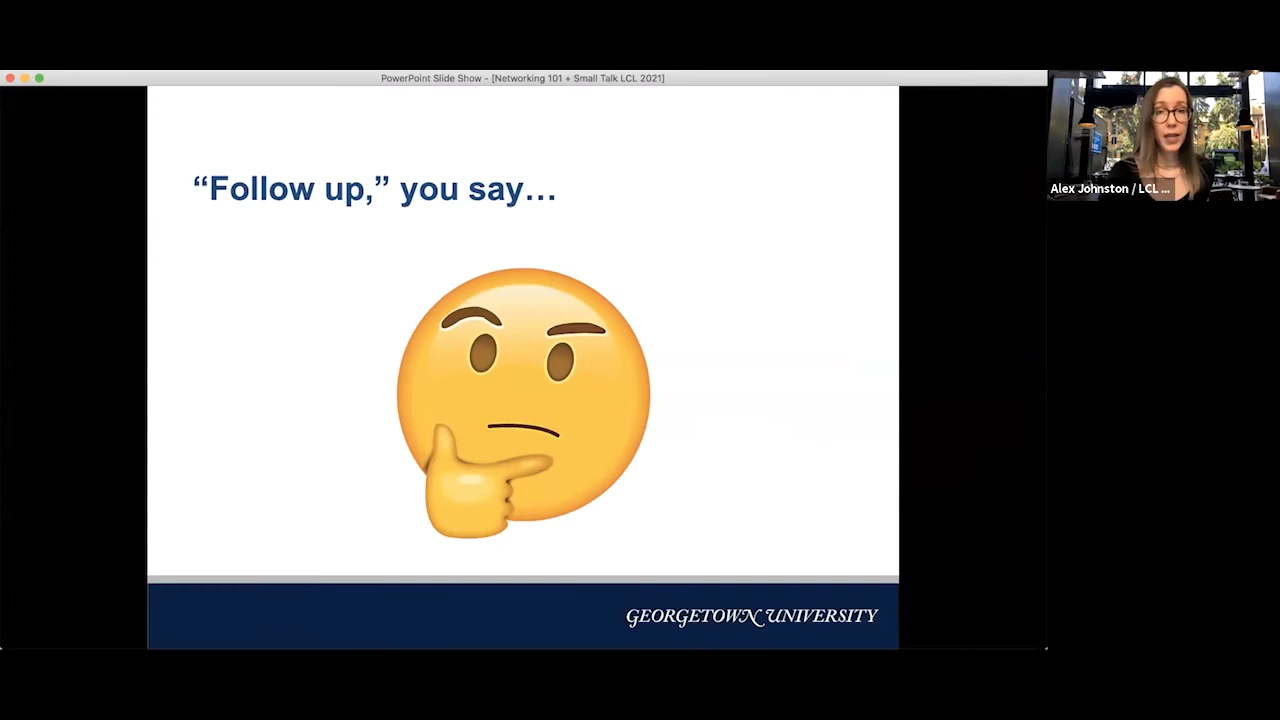 PowerPoint Slide Show - [Networking 101 + Small Talk LCL 2021]
“Follow up,” you say…
Alex Johnston / LCL ...
GEORGETOWN UNIVERSITY